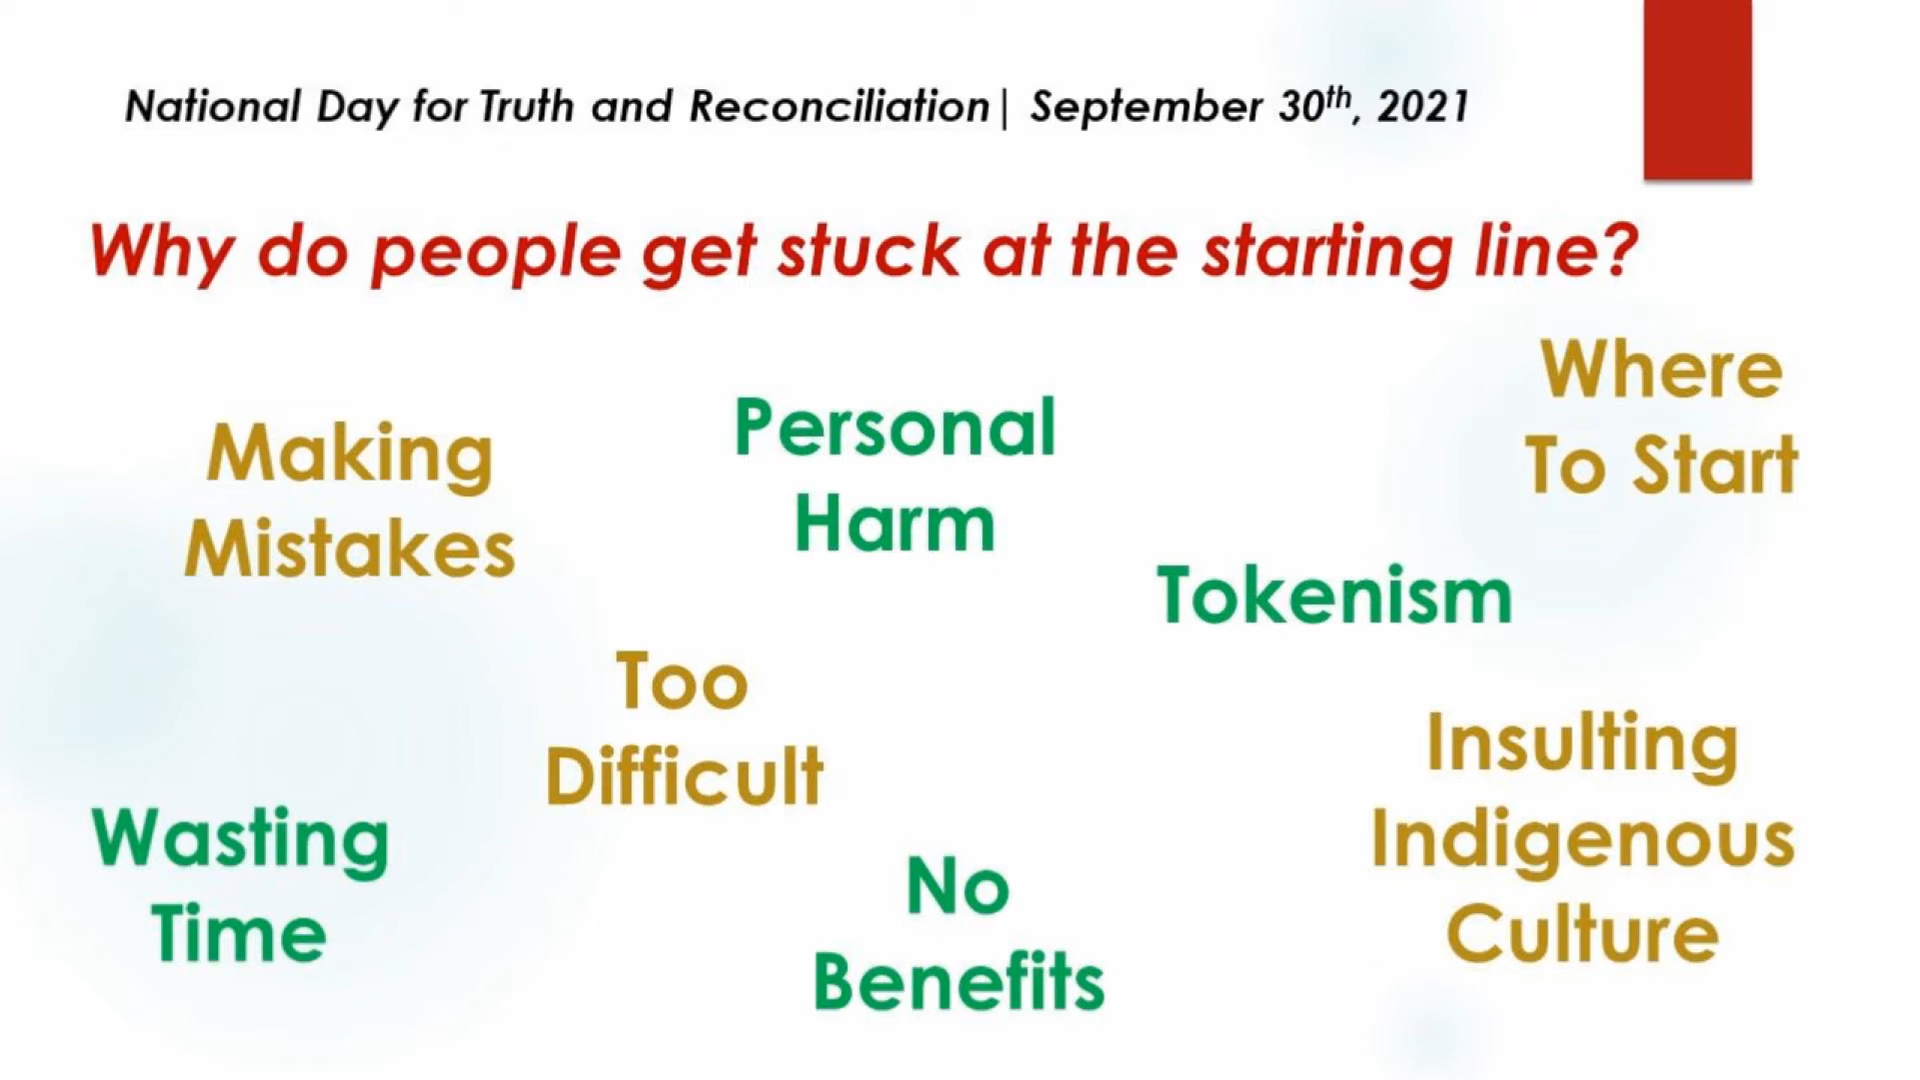 National Day for Truth and Reconciliation| September 30th, 2021
Why do people get stuck at the starting line?
Making
Mistakes
Personal
Harm
Where
To Start
Tokenism
Too
Difficult
Insulting
Indigenous
Culture
Wasting
Time
No
Benefits